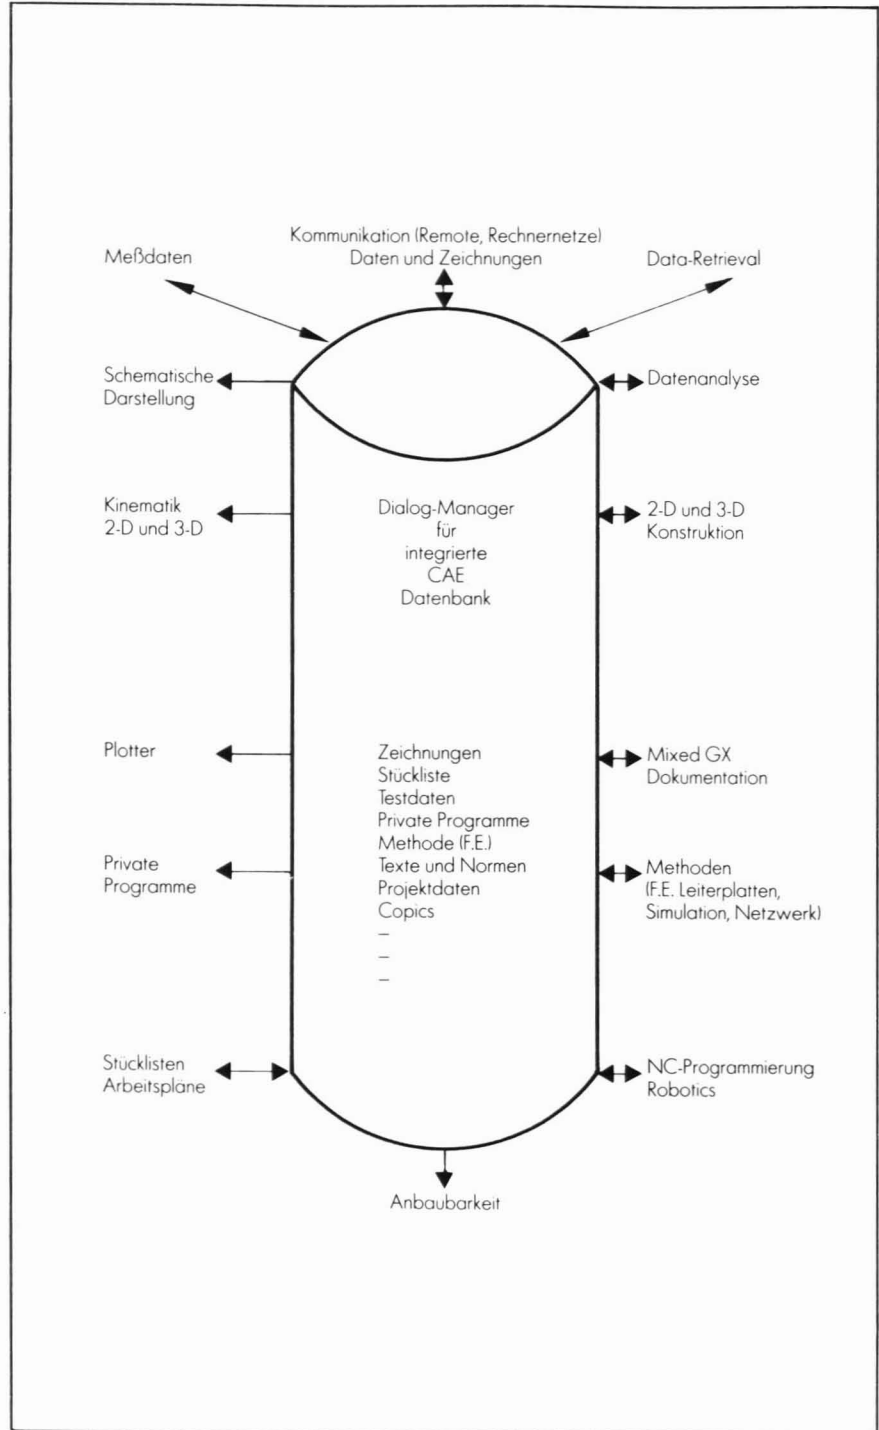 Kommunikation (Remote, Rechnernetze)
Daten und Zeichnungen
Meßdaten
Data-Retrieval
Schematische
Darstellung
Datenanalyse
Kinematik
2-D und 3-D
Dialog-Manager
für
integrierte
CAE
Datenbank
2-D und 3-D
Konstruktion
Plotter
Zeichnungen
Stückliste
Testdaten
Private Programme
Methode (F.E.)
Texte und Normen
Projektdaten
Copics
–
–
–
Mixed GX
Dokumentation
Private
Programme
Methoden
(F.E. Leiterplatten,
Simulation, Netzwerk)
Stücklisten
Arbeitspläne
NC-Programmierung
Robotics
Anbaubarkeit